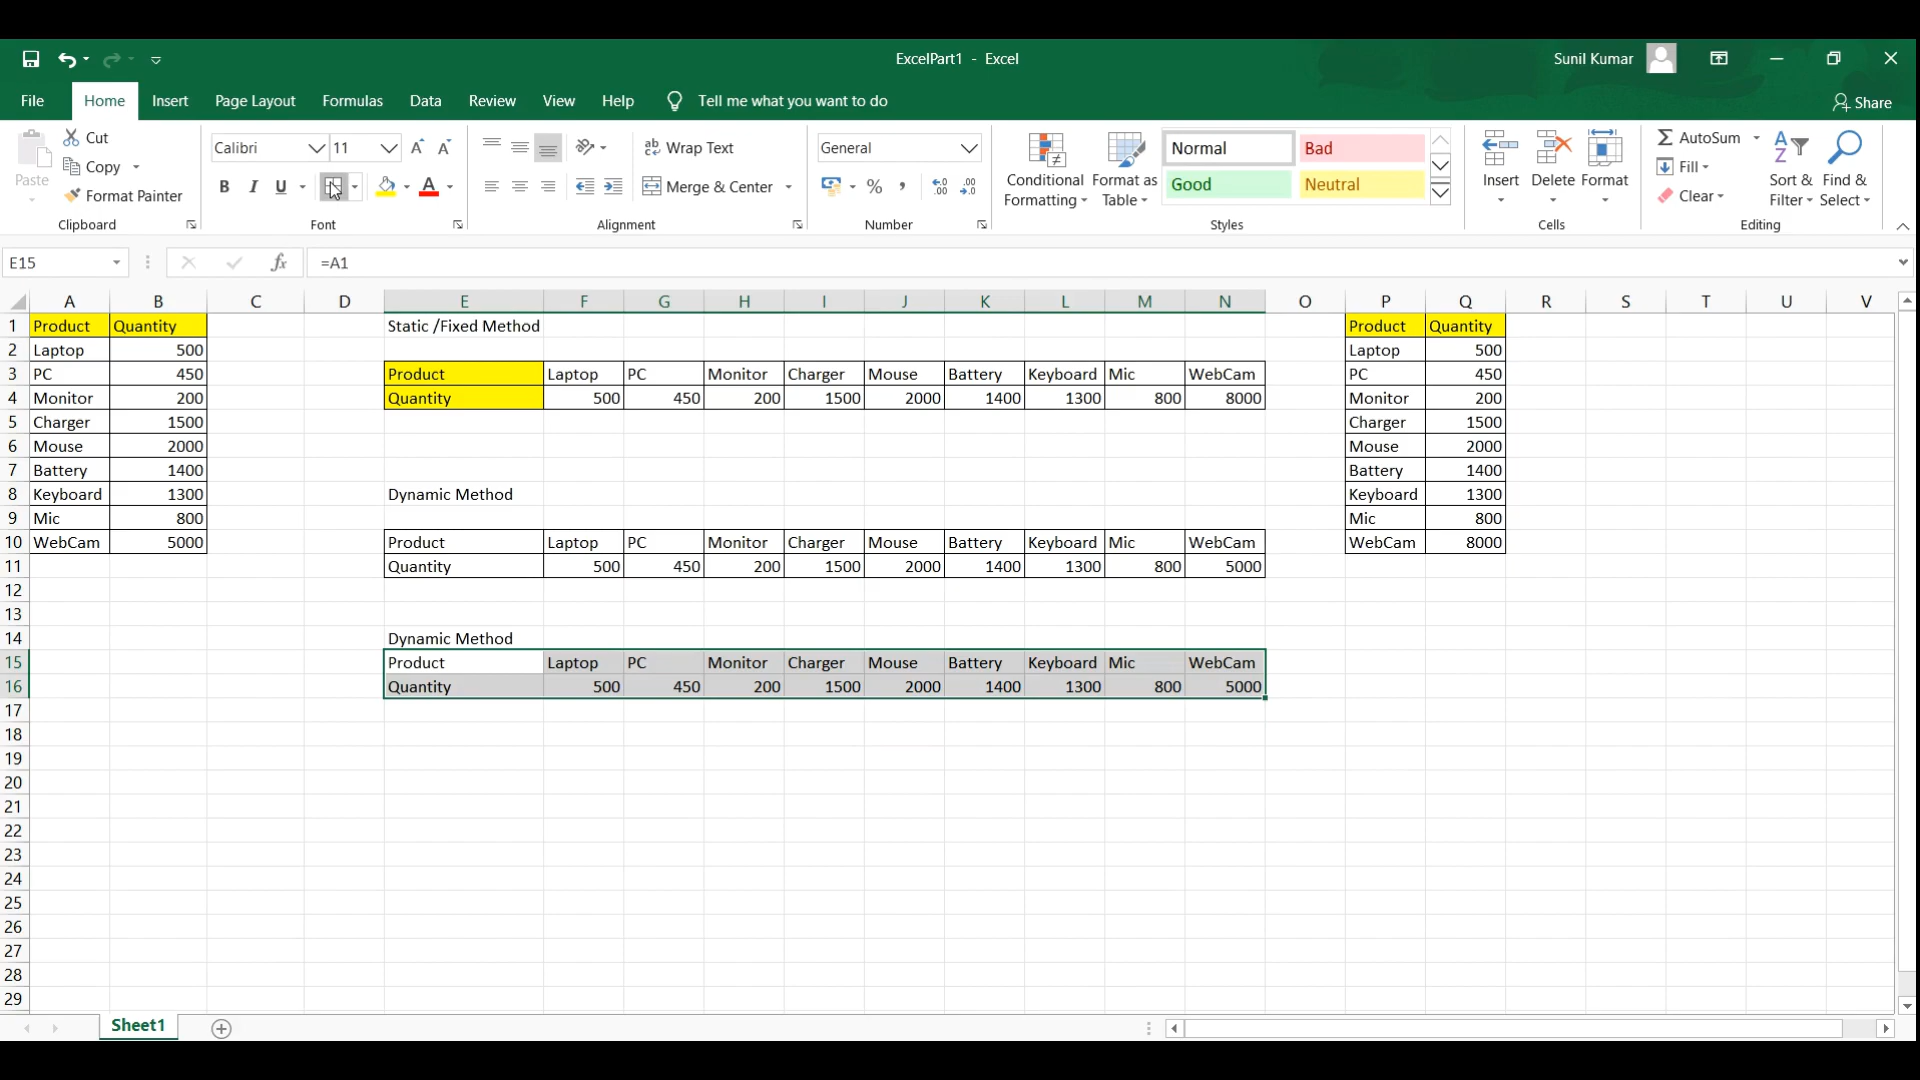 ExcelPart1 - Excel
Sunil Kumar
File Home Insert Page Layout Formulas Data Review View Help Tell me what you want to do
Share
Paste
Cut
Copy
Format Painter
Clipboard
Calibri 11 A A
B I U A
Font
ab Wrap Text
Merge & Center
Alignment
General
% , .00 .00
Number
Conditional Formatting
Format as Table
Normal Bad
Good Neutral
Styles
Insert Delete Format
Cells
AutoSum
Fill
Clear
Sort & Filter
Find & Select
Editing
E15 fx =A1
A B C D E F G H I J K L M N O P Q R S T U V
1 Product Quantity Static /Fixed Method Product Quantity
2 Laptop 500 Laptop 500
3 PC 450 Product Laptop PC Monitor Charger Mouse Battery Keyboard Mic WebCam PC 450
4 Monitor 200 Quantity 500 450 200 1500 2000 1400 1300 800 8000 Monitor 200
5 Charger 1500 Charger 1500
6 Mouse 2000 Mouse 2000
7 Battery 1400 Battery 1400
8 Keyboard 1300 Dynamic Method Keyboard 1300
9 Mic 800 Mic 800
10 WebCam 5000 Product Laptop PC Monitor Charger Mouse Battery Keyboard Mic WebCam WebCam 8000
11 Quantity 500 450 200 1500 2000 1400 1300 800 5000
12
13
14 Dynamic Method
15 Product Laptop PC Monitor Charger Mouse Battery Keyboard Mic WebCam
16 Quantity 500 450 200 1500 2000 1400 1300 800 5000
17
18
19
20
21
22
23
24
25
26
27
28
29
Sheet1